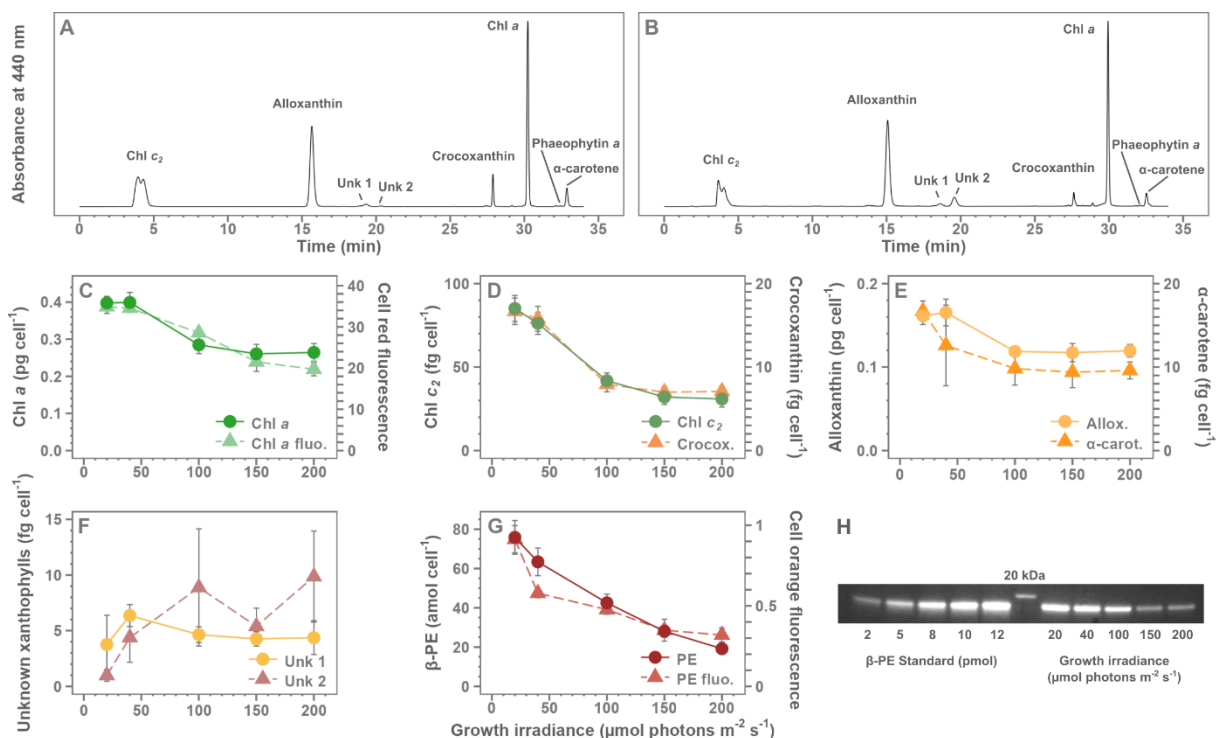 Absorbance at 440 nm
A
Chl a
Alloxanthin
Chl c₂
Crocoxanthin
Phaeophytin a
α-carotene
Unk 1
Unk 2
0 5 10 15 20 25 30 35
Time (min)
B
Chl a
Alloxanthin
Chl c₂
Phaeophytin a
Crocoxanthin
α-carotene
Unk 1
Unk 2
0 5 10 15 20 25 30 35
Time (min)
C
Chl a (pg cell⁻¹)
0.4
0.3
0.2
0.1
0.0
Cell red fluorescence
40
30
20
10
0
Chl a
Chl a fluo.
0 50 100 150 200
D
Chl c₂ (fg cell⁻¹)
100
50
0
Crocoxanthin (fg cell⁻¹)
20
10
0
Chl c₂
Crocox.
0 50 100 150 200
E
Alloxanthin (pg cell⁻¹)
0.2
0.1
0.0
α-carotene (fg cell⁻¹)
20
10
0
Allox.
α-carot.
0 50 100 150 200
F
Unknown xanthophylls (fg cell⁻¹)
15
10
5
0
Unk 1
Unk 2
0 50 100 150 200
G
β-PE (amol cell⁻¹)
80
60
40
20
0
Cell orange fluorescence
1
0.5
0
PE
PE fluo.
0 50 100 150 200
Growth irradiance (µmol photons m⁻² s⁻¹)
H
20 kDa
2 5 8 10 12 20 40 100 150 200
β-PE Standard (pmol)
Growth irradiance
(µmol photons m⁻² s⁻¹)